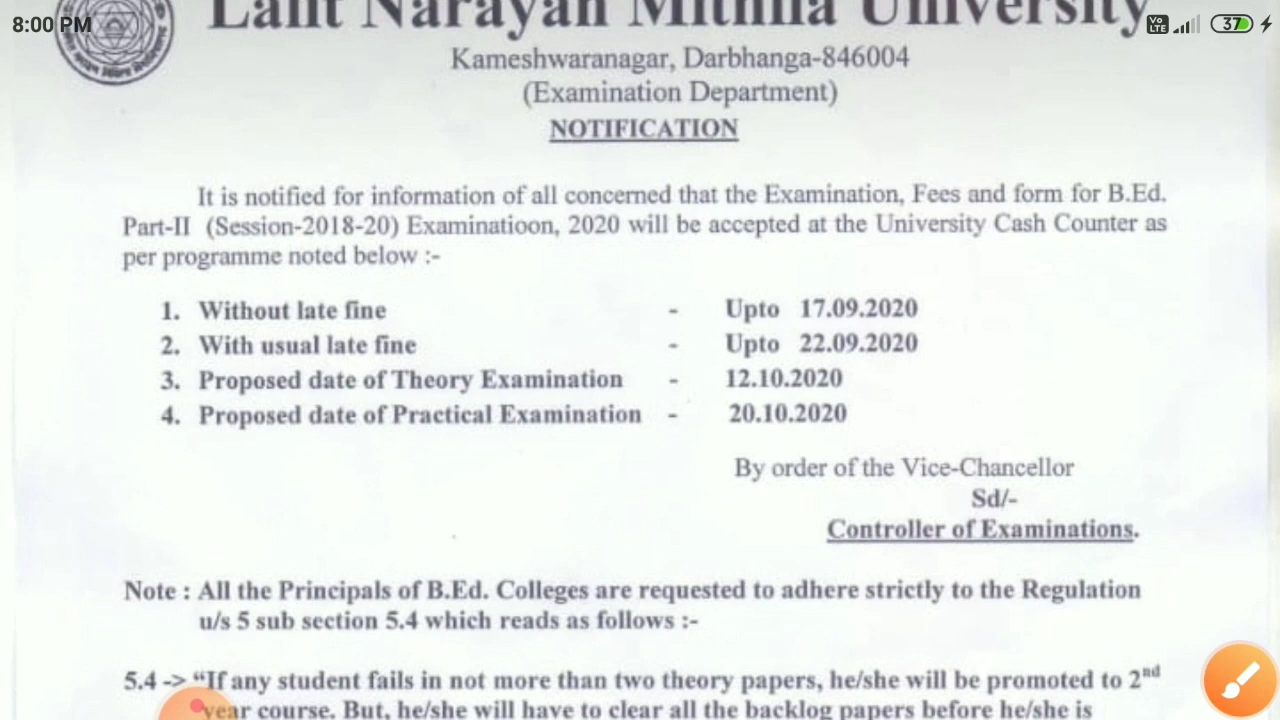 8:00 PM
Vo LTE 37
Lalit Narayan Mithila University
Kameshwaranagar, Darbhanga-846004
(Examination Department)
NOTIFICATION
It is notified for information of all concerned that the Examination, Fees and form for B.Ed.
Part-II (Session-2018-20) Examinatioon, 2020 will be accepted at the University Cash Counter as
per programme noted below :-
1. Without late fine - Upto 17.09.2020
2. With usual late fine - Upto 22.09.2020
3. Proposed date of Theory Examination - 12.10.2020
4. Proposed date of Practical Examination - 20.10.2020
By order of the Vice-Chancellor
Sd/-
Controller of Examinations.
Note : All the Principals of B.Ed. Colleges are requested to adhere strictly to the Regulation
u/s 5 sub section 5.4 which reads as follows :-
5.4 -> “If any student fails in not more than two theory papers, he/she will be promoted to 2nd
year course. But, he/she will have to clear all the backlog papers before he/she is